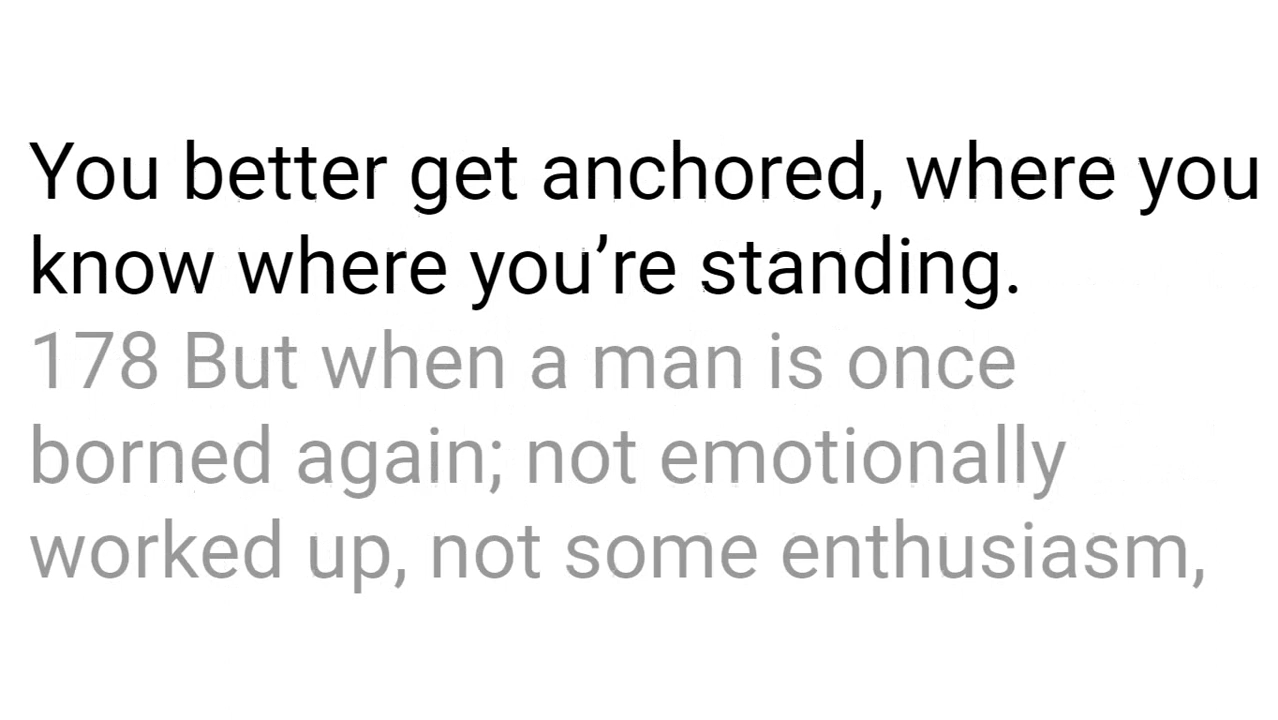 You better get anchored, where you
know where you’re standing.
178 But when a man is once
borned again; not emotionally
worked up, not some enthusiasm,